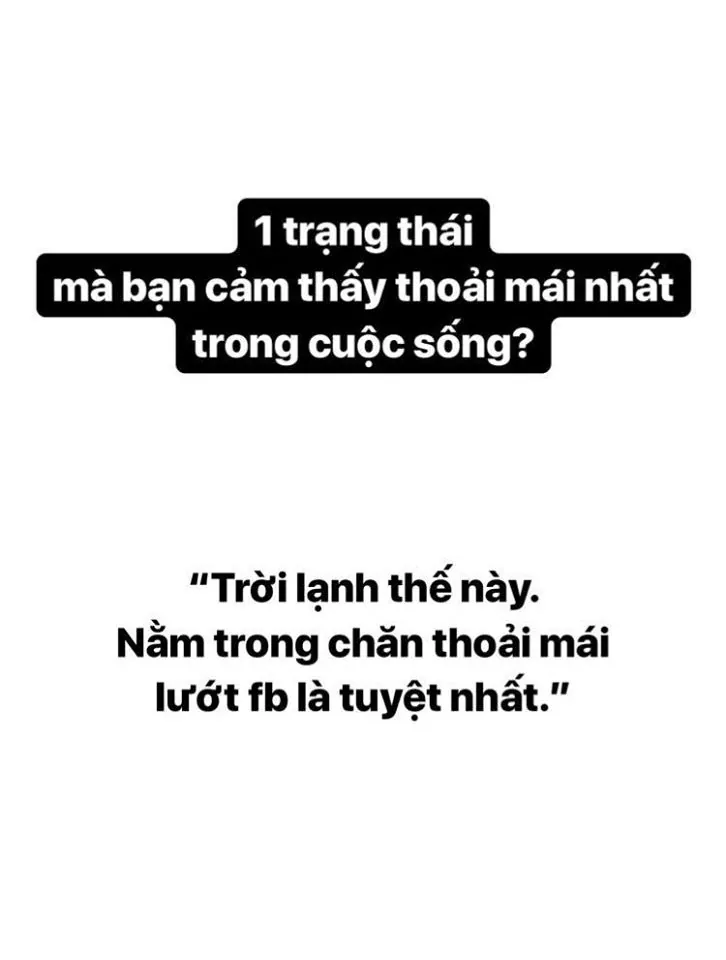 1 trạng thái
mà bạn cảm thấy thoải mái nhất
trong cuộc sống?
“Trời lạnh thế này.
Nằm trong chăn thoải mái
lướt fb là tuyệt nhất.”